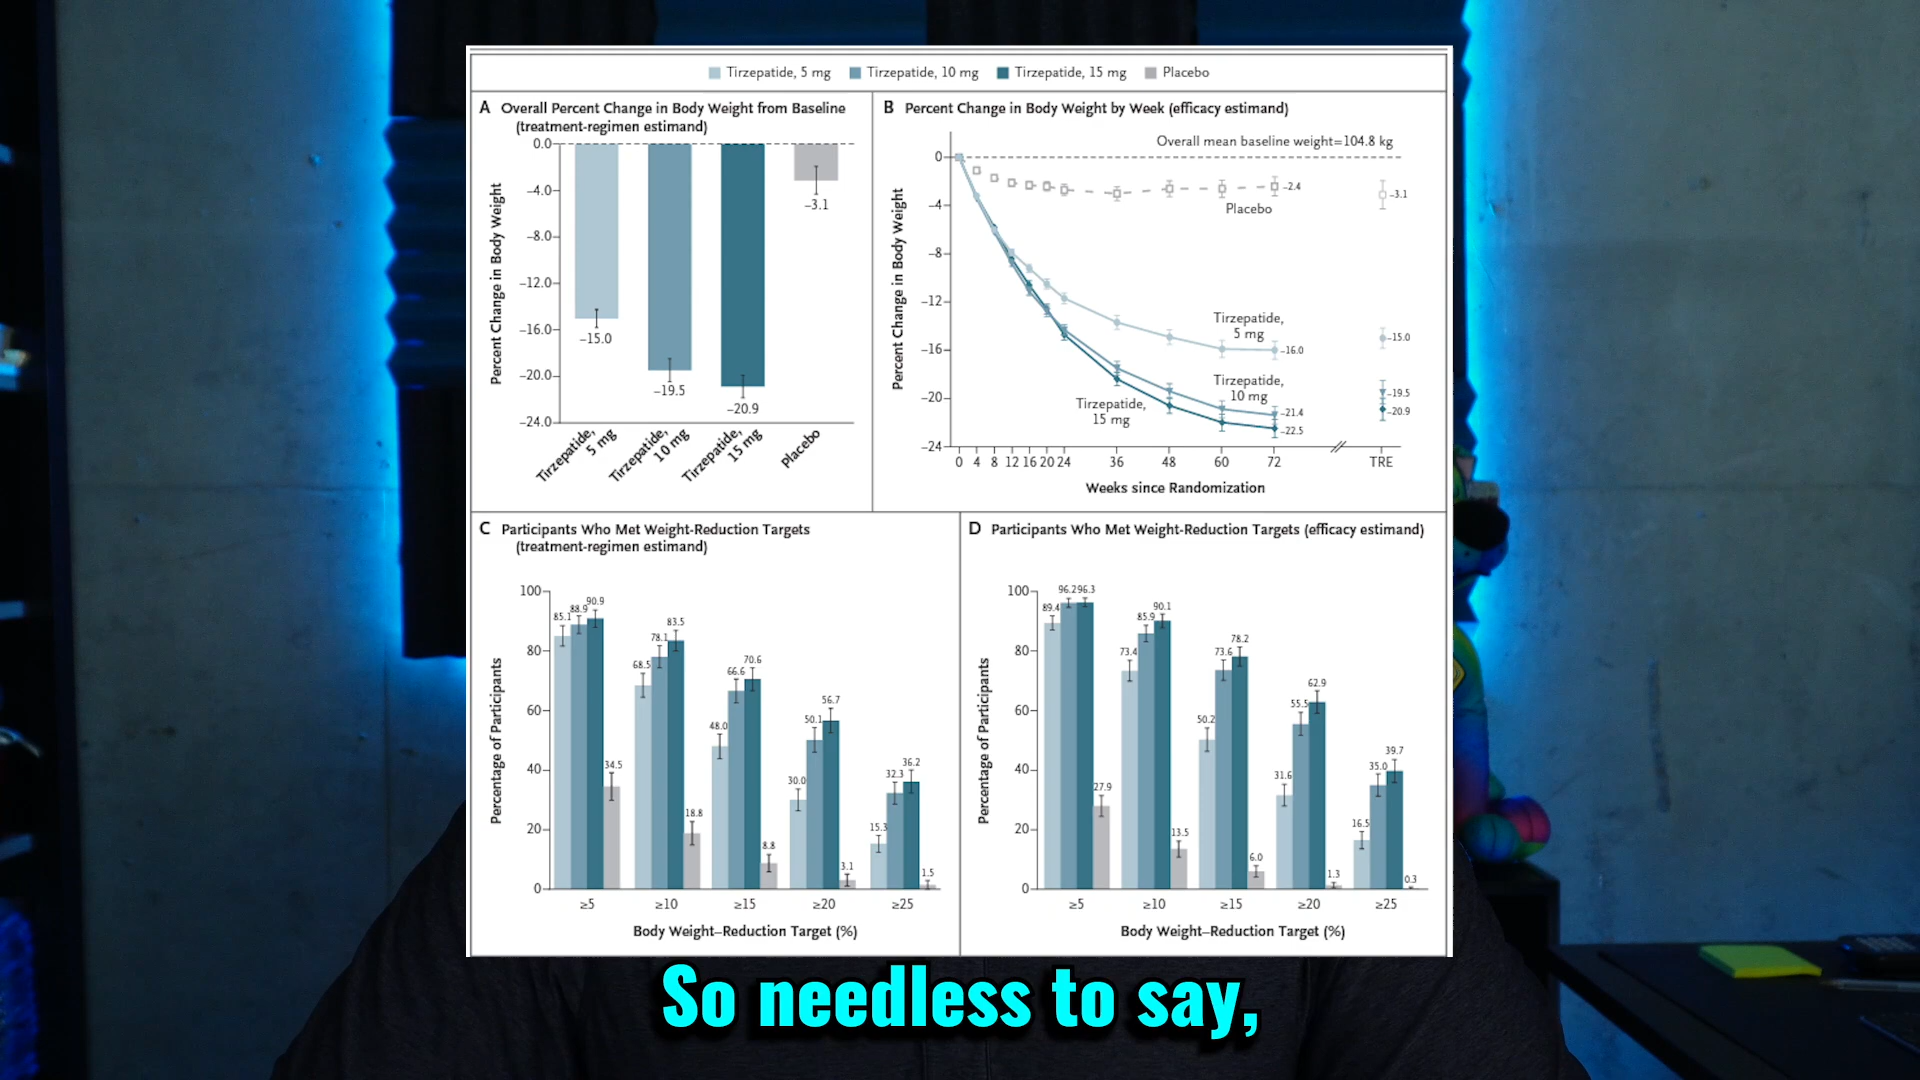 Tirzepatide, 5 mg Tirzepatide, 10 mg Tirzepatide, 15 mg Placebo
A Overall Percent Change in Body Weight from Baseline
(treatment-regimen estimand)
Percent Change in Body Weight
0.0
−4.0
−8.0
−12.0
−16.0
−20.0
−24.0
−15.0
−19.5
−20.9
−3.1
Tirzepatide,
5 mg
Tirzepatide,
10 mg
Tirzepatide,
15 mg
Placebo
B Percent Change in Body Weight by Week (efficacy estimand)
Overall mean baseline weight=104.8 kg
Percent Change in Body Weight
0
−4
−8
−12
−16
−20
−24
−2.4
Placebo
−3.1
Tirzepatide,
5 mg
−16.0
−15.0
Tirzepatide,
10 mg
−21.4
−19.5
Tirzepatide,
15 mg
−22.5
−20.9
0 4 8 12 16 20 24 36 48 60 72 TRE
Weeks since Randomization
C Participants Who Met Weight-Reduction Targets
(treatment-regimen estimand)
Percentage of Participants
100
80
60
40
20
0
85.1 88.9 90.9 34.5
68.5 78.1 83.5 18.8
48.0 66.6 70.6 8.8
30.0 50.1 56.7 3.1
15.3 32.3 36.2 1.5
≥5 ≥10 ≥15 ≥20 ≥25
Body Weight–Reduction Target (%)
D Participants Who Met Weight-Reduction Targets (efficacy estimand)
Percentage of Participants
100
80
60
40
20
0
89.4 96.2 96.3 27.9
73.4 85.9 90.1 13.5
50.2 73.6 78.2 6.0
31.6 55.5 62.9 1.3
16.5 35.0 39.7 0.3
≥5 ≥10 ≥15 ≥20 ≥25
Body Weight–Reduction Target (%)
So needless to say,